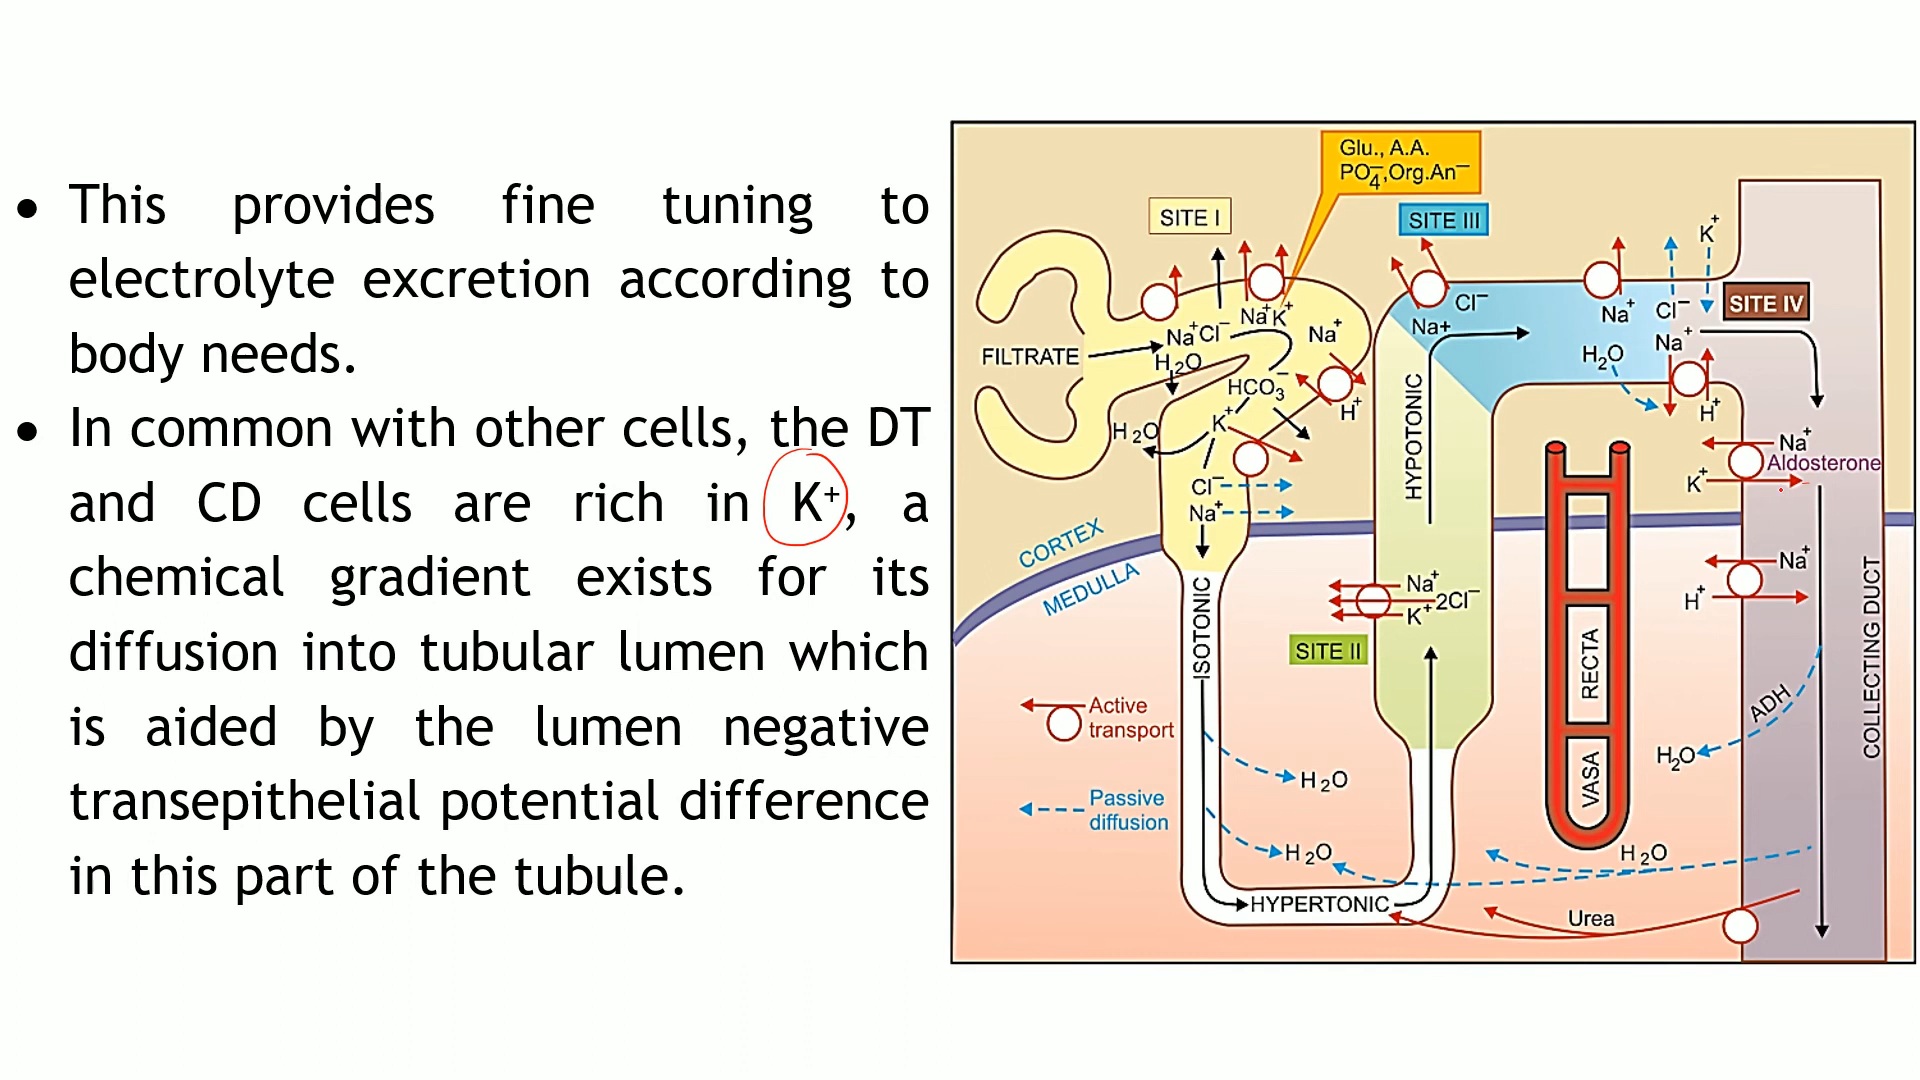 • This provides fine tuning to
electrolyte excretion according to
body needs.
• In common with other cells, the DT
and CD cells are rich in K⁺, a
chemical gradient exists for its
diffusion into tubular lumen which
is aided by the lumen negative
transepithelial potential difference
in this part of the tubule.
Glu., A.A.
PO₄⁻,Org.An⁻
SITE I
SITE III
K⁺
SITE IV
Na⁺Cl⁻
Na⁺K⁺
Na⁺
Cl⁻
Na+
Na⁺
Cl⁻
Na⁺
FILTRATE
H₂O
H₂O
HCO₃⁻
H⁺
H⁺
K⁺
H₂O
Cl⁻
Na⁺
HYPOTONIC
Na⁺
Aldosterone
K⁺
CORTEX
MEDULLA
ISOTONIC
Na⁺
K⁺2Cl⁻
SITE II
Na⁺
H⁺
COLLECTING DUCT
VASA RECTA
Active
transport
ADH
H₂O
H₂O
Passive
diffusion
H₂O
H₂O
HYPERTONIC
Urea